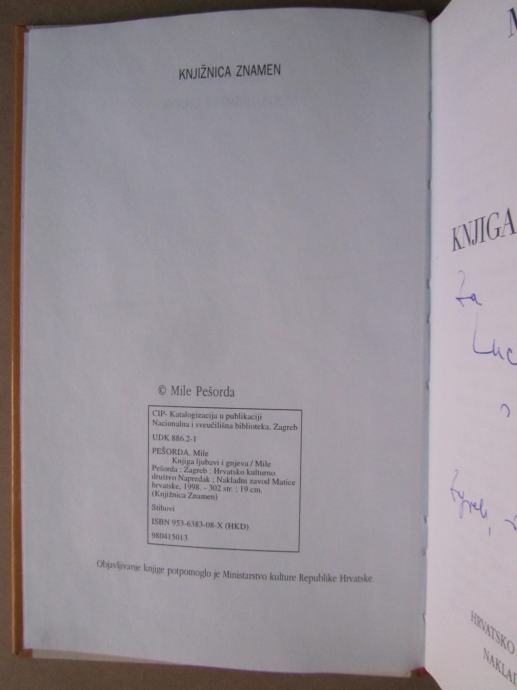 KNJIŽNICA ZNAMEN
© Mile Pešorda
CIP- Katalogizacija u publikaciji
Nacionalna i sveučilišna biblioteka, Zagreb
UDK 886.2-1
PEŠORDA, Mile
Knjiga ljubavi i gnjeva / Mile
Pešorda ; Zagreb : Hrvatsko kulturno
društvo Napredak ; Nakladni zavod Matice
hrvatske, 1998. - 302 str. ; 19 cm.
(Knjižnica Znamen)
Stihovi
ISBN 953-6383-08-X (HKD)
980415013
Objavljivanje knjige potpomoglo je Ministarstvo kulture Republike Hrvatske.
M
KNJIGA
Za
Luc
HRVATSKO
NAKLAD